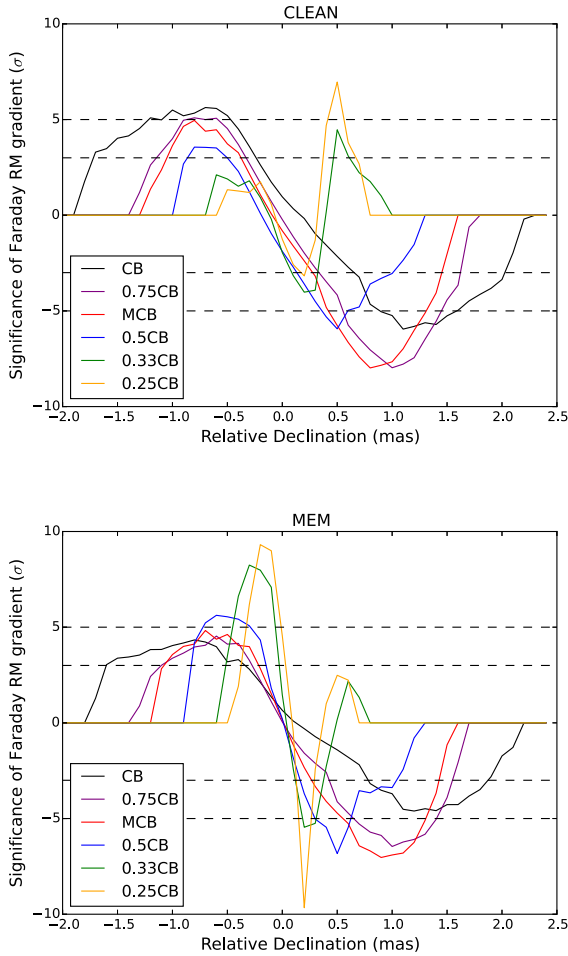 CLEAN
10
5
0
−5
−10
Significance of Faraday RM gradient (σ)
CB
0.75CB
MCB
0.5CB
0.33CB
0.25CB
−2.0 −1.5 −1.0 −0.5 0.0 0.5 1.0 1.5 2.0 2.5
Relative Declination (mas)
MEM
10
5
0
−5
−10
Significance of Faraday RM gradient (σ)
CB
0.75CB
MCB
0.5CB
0.33CB
0.25CB
−2.0 −1.5 −1.0 −0.5 0.0 0.5 1.0 1.5 2.0 2.5
Relative Declination (mas)